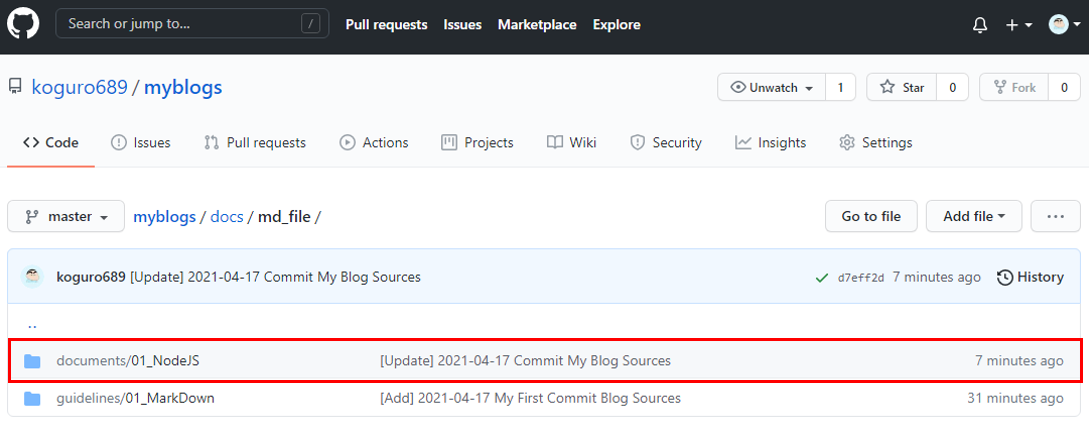 Search or jump to... / Pull requests Issues Marketplace Explore
koguro689 / myblogs Unwatch 1 Star 0 Fork 0
<> Code Issues Pull requests Actions Projects Wiki Security Insights Settings
master myblogs / docs / md_file / Go to file Add file ...
koguro689 [Update] 2021-04-17 Commit My Blog Sources d7eff2d 7 minutes ago History
..
documents/01_NodeJS [Update] 2021-04-17 Commit My Blog Sources 7 minutes ago
guidelines/01_MarkDown [Add] 2021-04-17 My First Commit Blog Sources 31 minutes ago